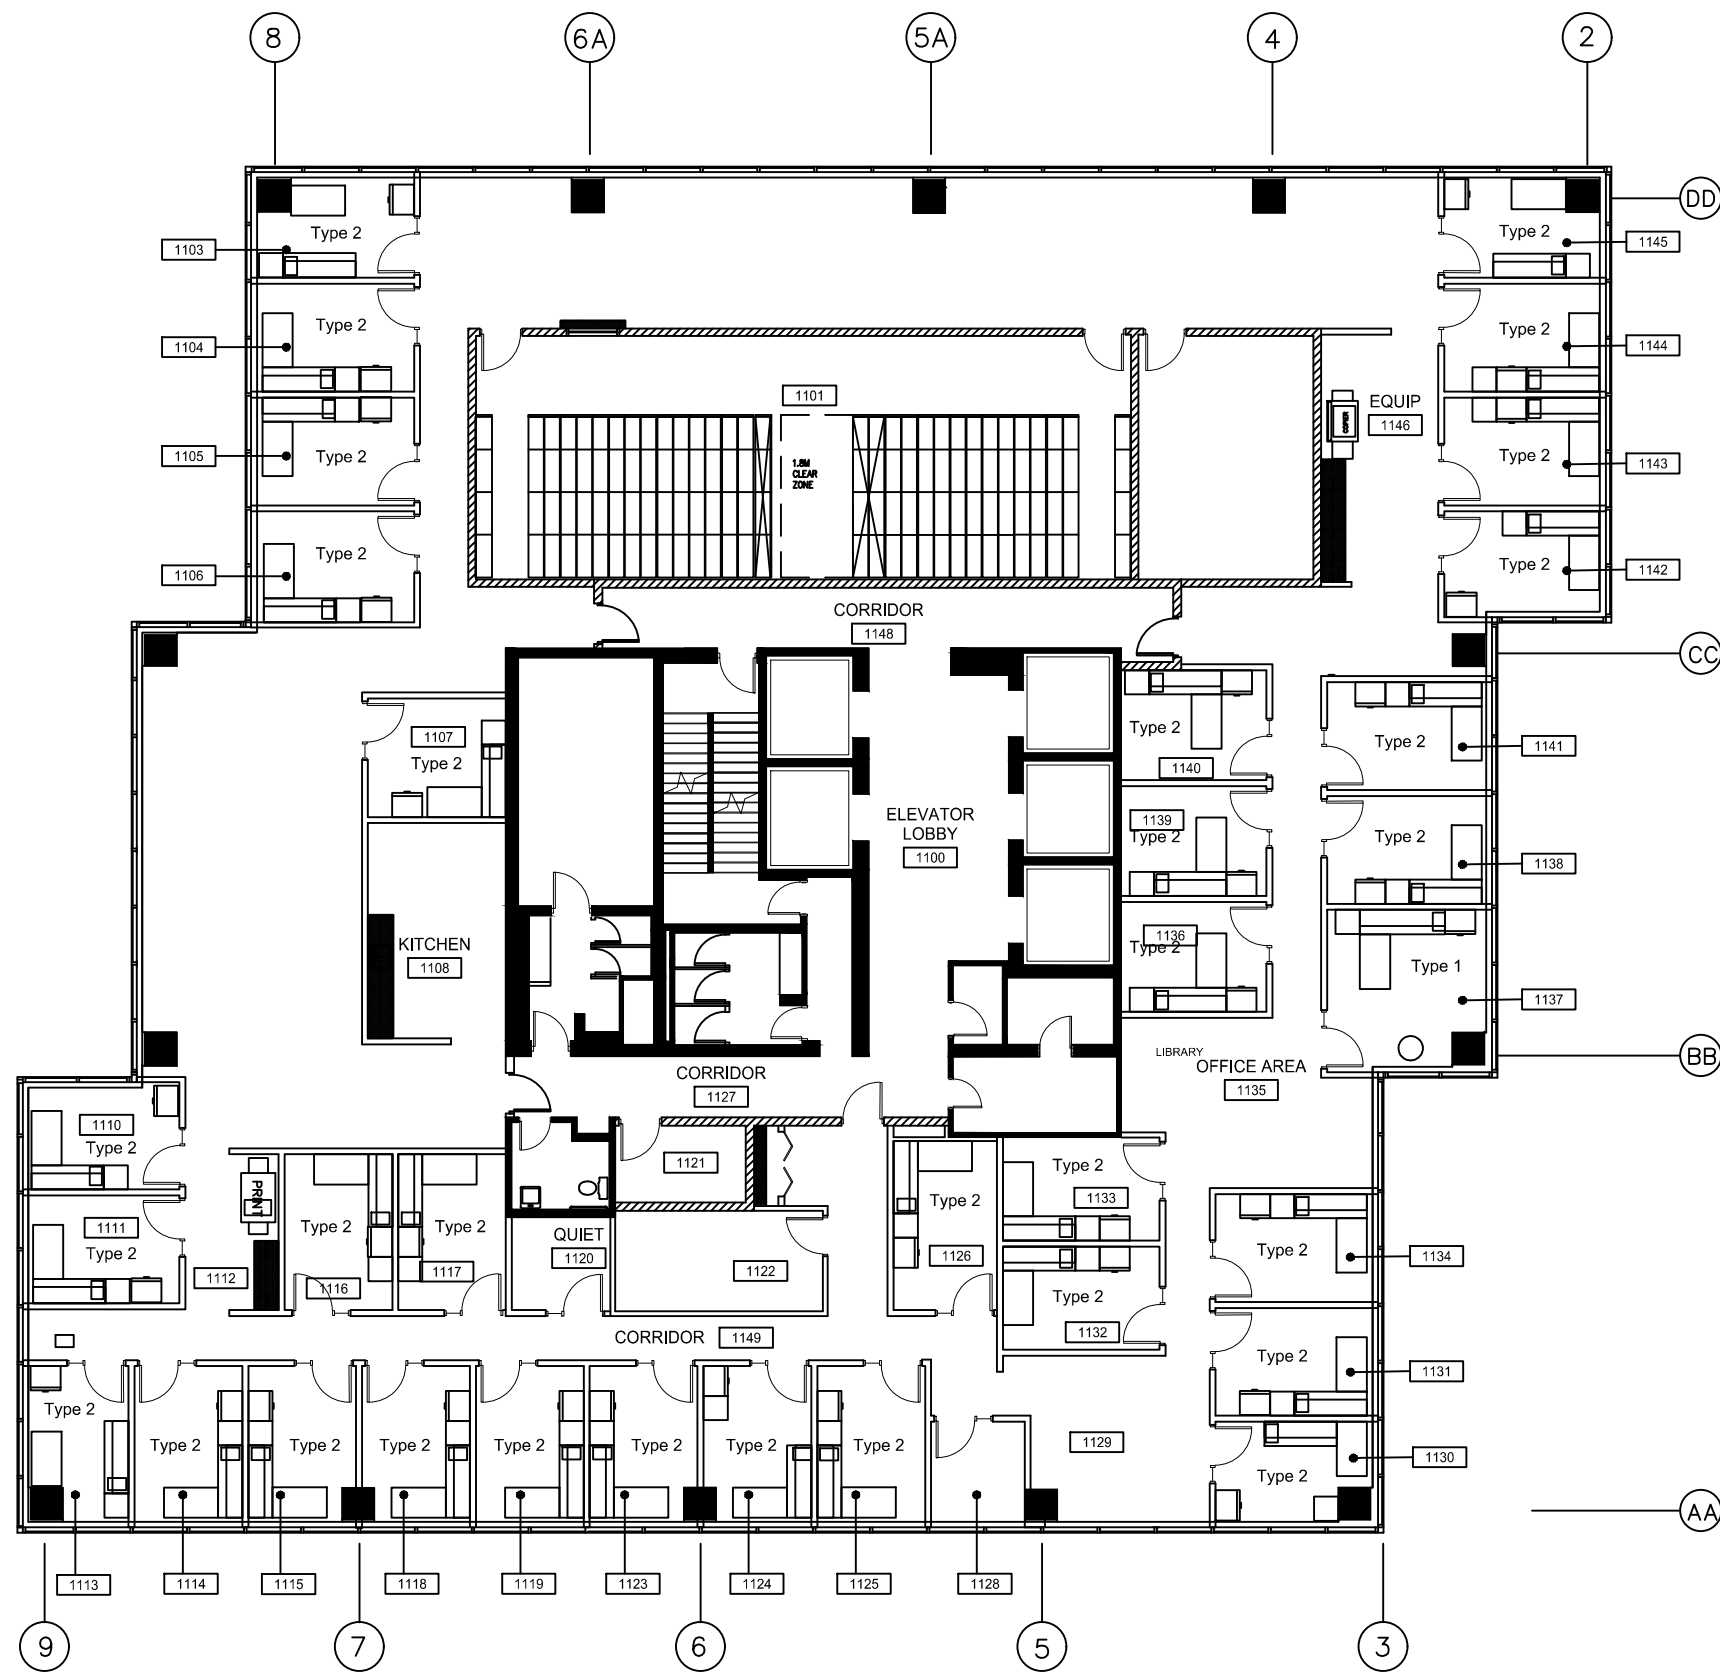 8
6A
5A
4
2
DD
Type 2
1103
Type 2
1145
Type 2
1104
Type 2
1144
1101
EQUIP
1146
COPIER
Type 2
1105
1.8M
CLEAR
ZONE
Type 2
1143
Type 2
1106
Type 2
1142
CORRIDOR
1148
CC
1107
Type 2
Type 2
1140
Type 2
1141
ELEVATOR
LOBBY
1100
1139
Type 2
Type 2
1138
KITCHEN
1108
1136
Type 2
Type 1
1137
LIBRARY
OFFICE AREA
1135
BB
CORRIDOR
1127
1110
Type 2
1121
Type 2
1133
1111
Type 2
PRINT
1112
Type 2
1116
Type 2
1117
QUIET
1120
1122
Type 2
1126
Type 2
1132
Type 2
1134
CORRIDOR
1149
Type 2
1131
Type 2
Type 2
Type 2
Type 2
Type 2
Type 2
Type 2
Type 2
1129
Type 2
1130
AA
1113
1114
1115
1118
1119
1123
1124
1125
1128
9
7
6
5
3